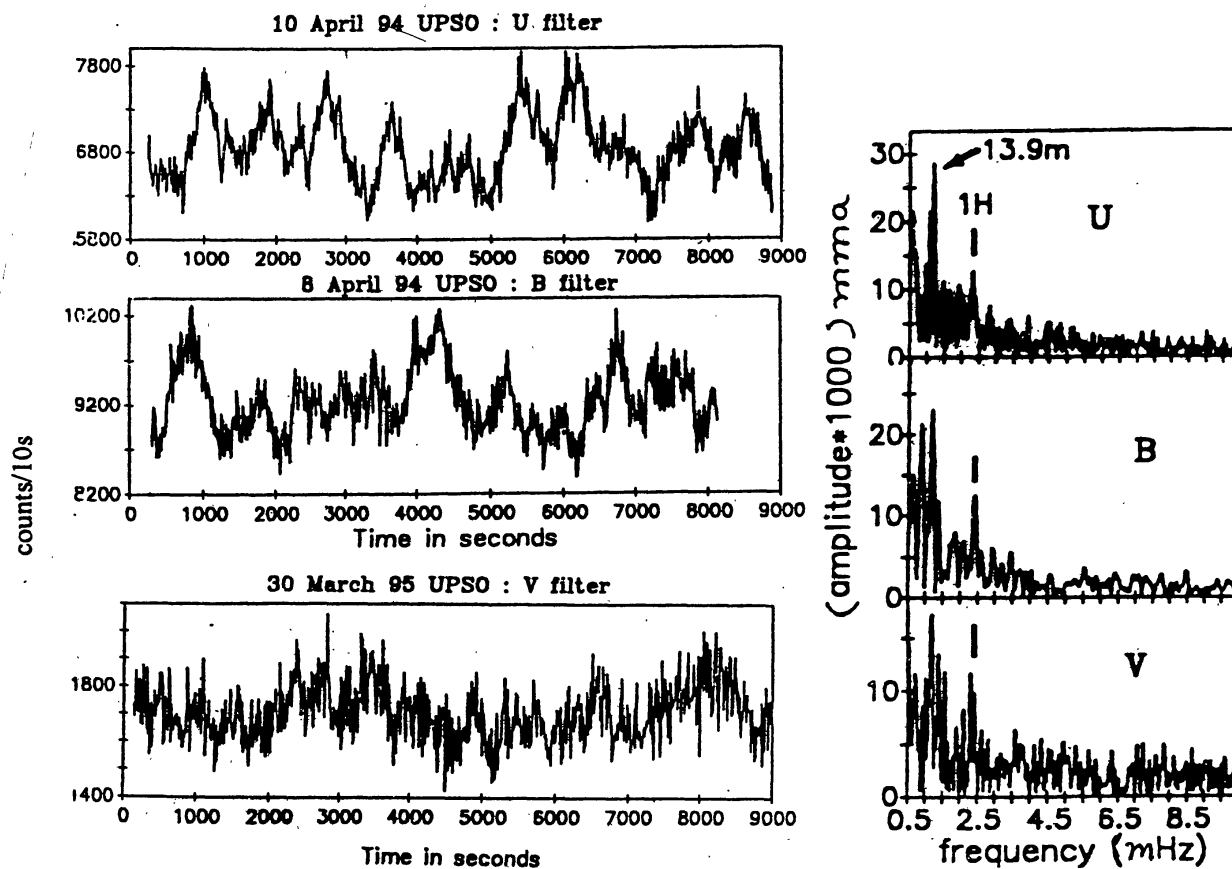 10 April 94 UPSO : U filter
7800
6800
5800
0 1000 2000 3000 4000 5000 6000 7000 8000 9000
8 April 94 UPSO : B filter
10200
9200
8200
0 1000 2000 3000 4000 5000 6000 7000 8000 9000
Time in seconds
counts/10s
30 March 95 UPSO : V filter
1800
1400
0 1000 2000 3000 4000 5000 6000 7000 8000 9000
Time in seconds
(amplitude*1000) mma
30
20
10
0
13.9m
1H
U
20
10
0
B
10
0
V
0.5 2.5 4.5 6.5 8.5
frequency (mHz)